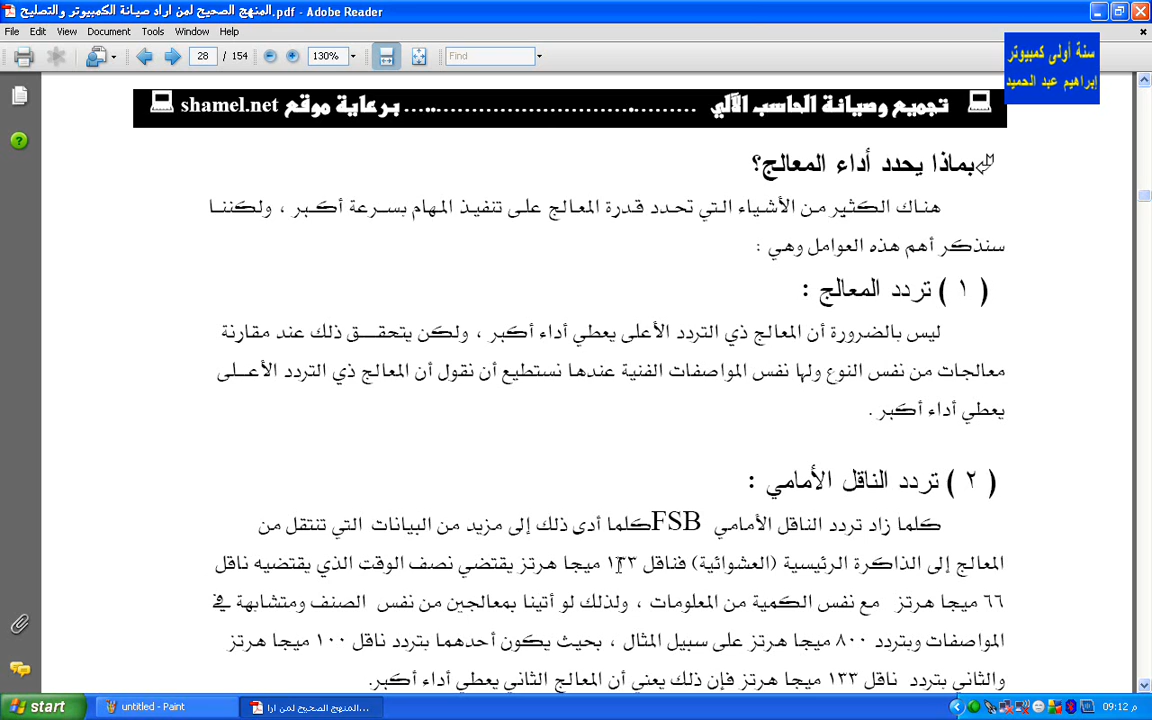 المنهج الصحيح لمن اراد صيانة الكمبيوتر والتصليح.pdf - Adobe Reader
File Edit View Document Tools Window Help
28 / 154 130% Find
سنة أولى كمبيوتر
إبراهيم عبد الحميد
تجميع وصيانة الحاسب الآلي ............................................. برعاية موقع shamel.net
بماذا يحدد أداء المعالج؟
هناك الكثير من الأشياء التي تحدد قدرة المعالج على تنفيذ المهام بسرعة أكبر ، ولكننا
سنذكر أهم هذه العوامل وهي :
( ١ ) تردد المعالج :
ليس بالضرورة أن المعالج ذي التردد الأعلى يعطي أداء أكبر ، ولكن يتحقق ذلك عند مقارنة
معالجات من نفس النوع ولها نفس المواصفات الفنية عندها نستطيع أن نقول أن المعالج ذي التردد الأعلى
يعطي أداء أكبر .
( ٢ ) تردد الناقل الأمامي :
كلما زاد تردد الناقل الأمامي FSB كلما أدى ذلك إلى مزيد من البيانات التي تنتقل من
المعالج إلى الذاكرة الرئيسية (العشوائية) فناقل ١٣٣ ميجا هرتز يقتضي نصف الوقت الذي يقتضيه ناقل
٦٦ ميجا هرتز مع نفس الكمية من المعلومات ، ولذلك لو أتينا بمعالجين من نفس الصنف ومتشابهة في
المواصفات وبتردد ٨٠٠ ميجا هرتز على سبيل المثال ، بحيث يكون أحدهما بتردد ناقل ١٠٠ ميجا هرتز
والثاني بتردد ناقل ١٣٣ ميجا هرتز فإن ذلك يعني أن المعالج الثاني يعطي أداء أكبر.
start untitled - Paint المنهج الصحيح لمن ارا... 09:12 م